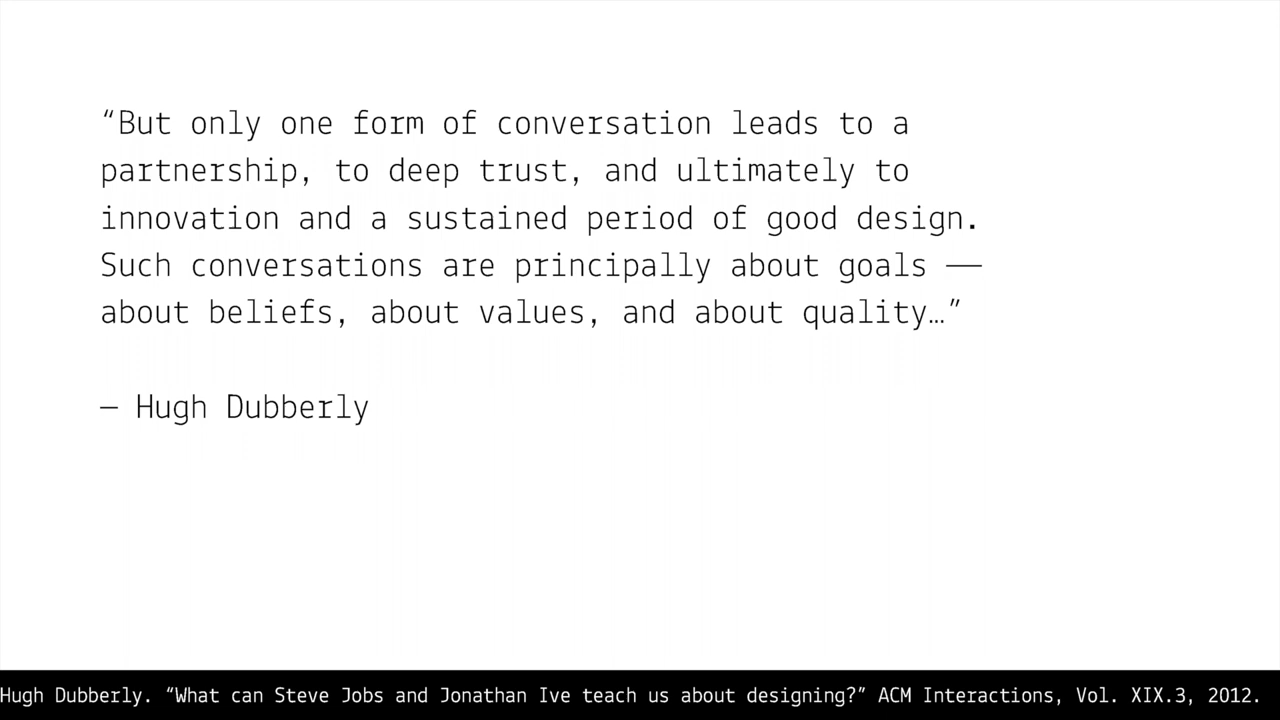 “But only one form of conversation leads to a
partnership, to deep trust, and ultimately to
innovation and a sustained period of good design.
Such conversations are principally about goals —
about beliefs, about values, and about quality…”
— Hugh Dubberly
Hugh Dubberly. “What can Steve Jobs and Jonathan Ive teach us about designing?” ACM Interactions, Vol. XIX.3, 2012.